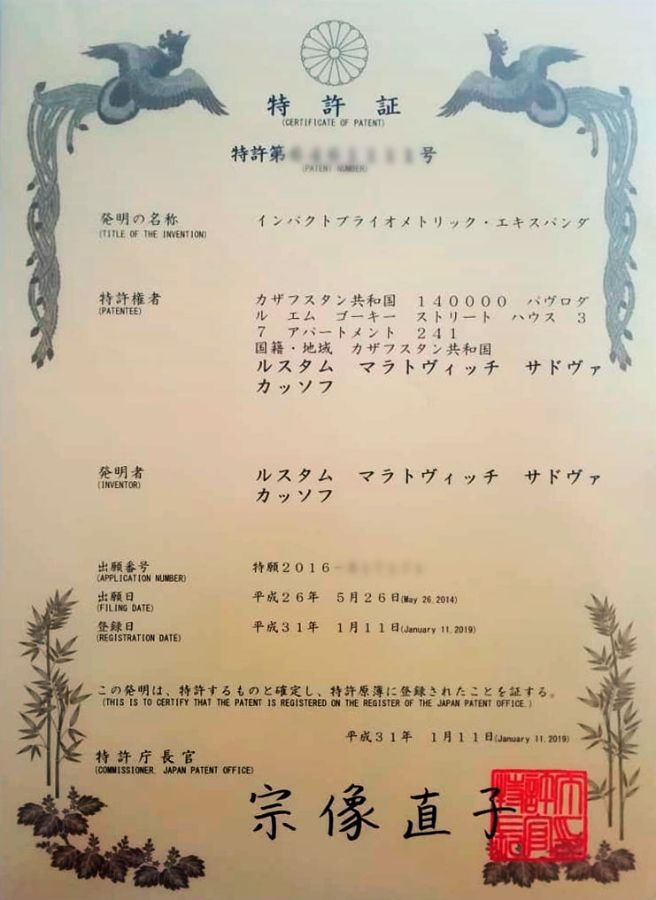 特許証
(CERTIFICATE OF PATENT)
特許第 号
(PATENT NUMBER)
発明の名称 インパクトプライオメトリック・エキスパンダ
(TITLE OF THE INVENTION)
特許権者 カザフスタン共和国 140000 パヴロダ
(PATENTEE)
ル エム ゴーキー ストリート ハウス 3
7 アパートメント 241
国籍・地域 カザフスタン共和国
ルスタム マラトヴィッチ サドヴァ
カッソフ
発明者 ルスタム マラトヴィッチ サドヴァ
(INVENTOR)
カッソフ
出願番号 特願2016-
(APPLICATION NUMBER)
出願日 平成26年 5月26日(May 26,2014)
(FILING DATE)
登録日 平成31年 1月11日(January 11,2019)
(REGISTRATION DATE)
この発明は、特許するものと確定し、特許原簿に登録されたことを証する。
(THIS IS TO CERTIFY THAT THE PATENT IS REGISTERED ON THE REGISTER OF THE JAPAN PATENT OFFICE.)
平成31年 1月11日(January 11,2019)
特許庁長官
(COMMISSIONER, JAPAN PATENT OFFICE)
宗像直子